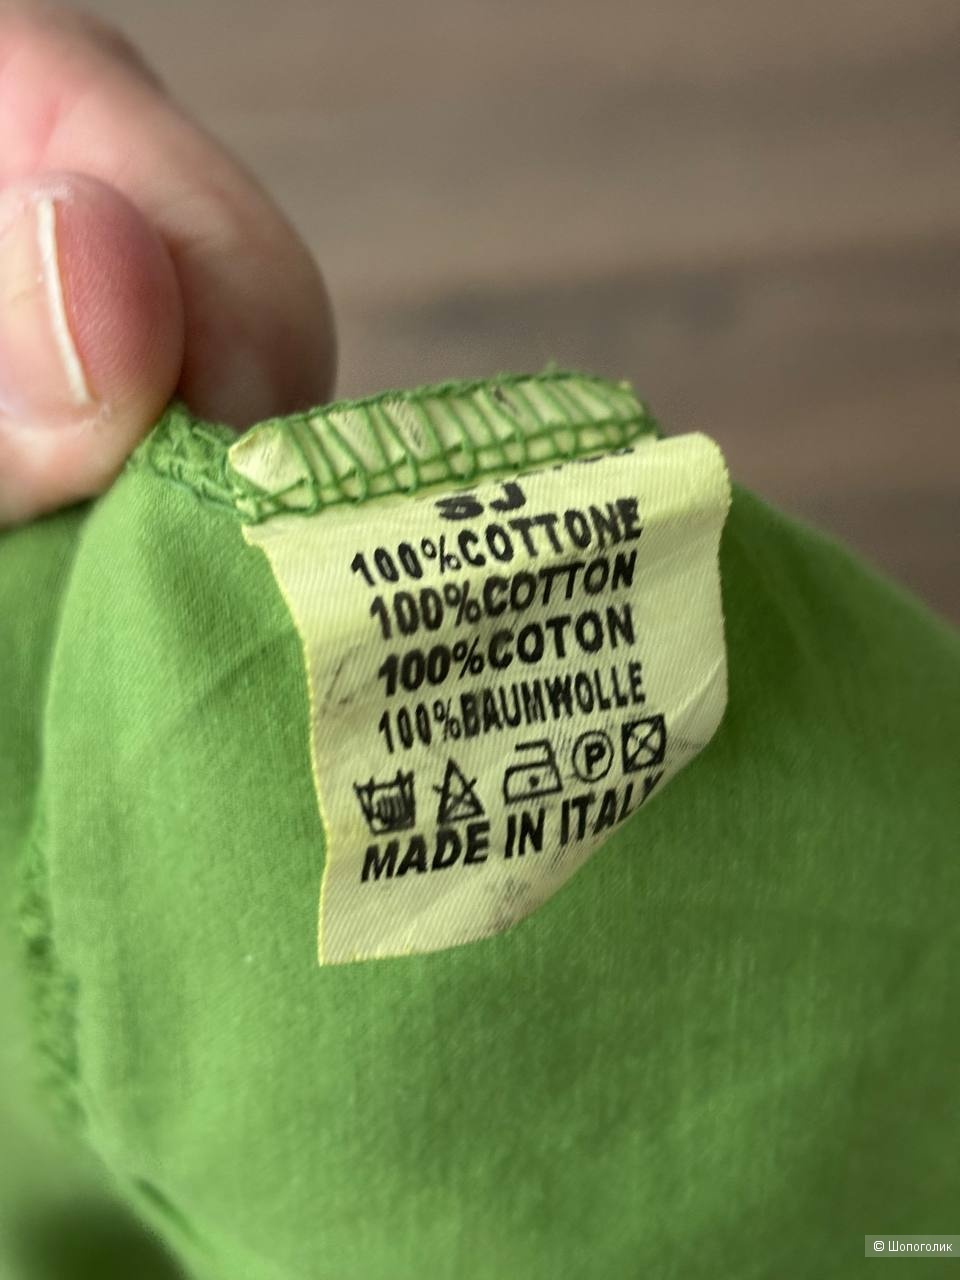 SJ
100%COTTONE
100%COTTON
100%COTON
100%BAUMWOLLE
P
MADE IN ITALY
© Шопоголик